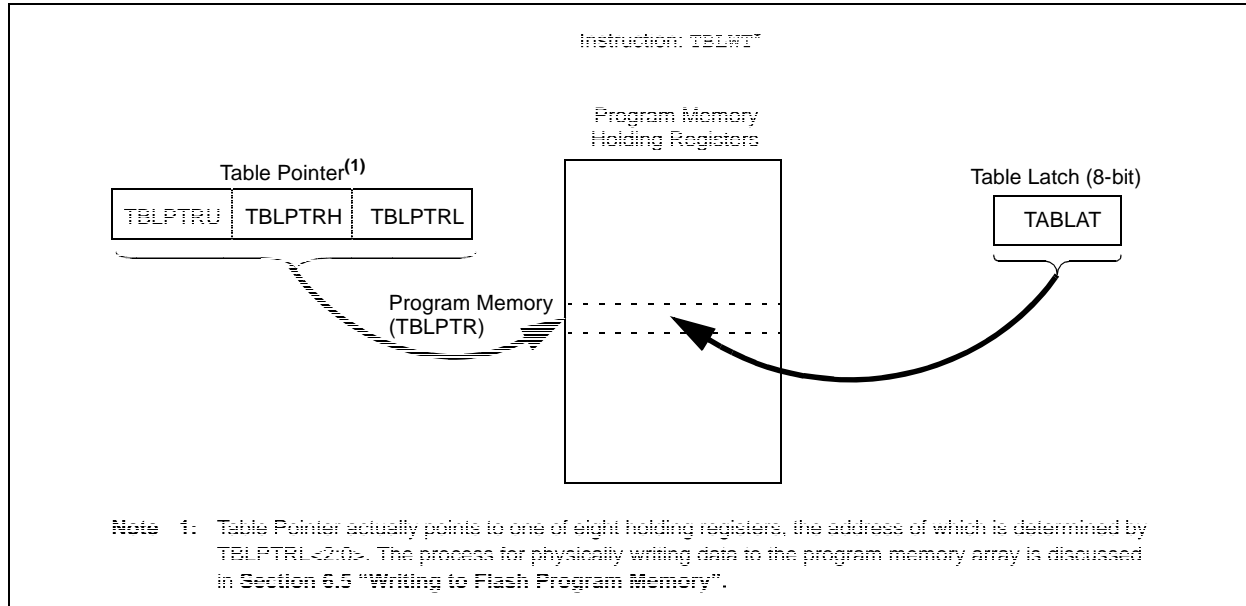 Instruction: TBLWT*
Program Memory
Holding Registers
Table Pointer(1)
Table Latch (8-bit)
TBLPTRU TBLPTRH TBLPTRL
TABLAT
Program Memory
(TBLPTR)
Note 1: Table Pointer actually points to one of eight holding registers, the address of which is determined by
TBLPTRL<2:0>. The process for physically writing data to the program memory array is discussed
in Section 6.5 “Writing to Flash Program Memory”.